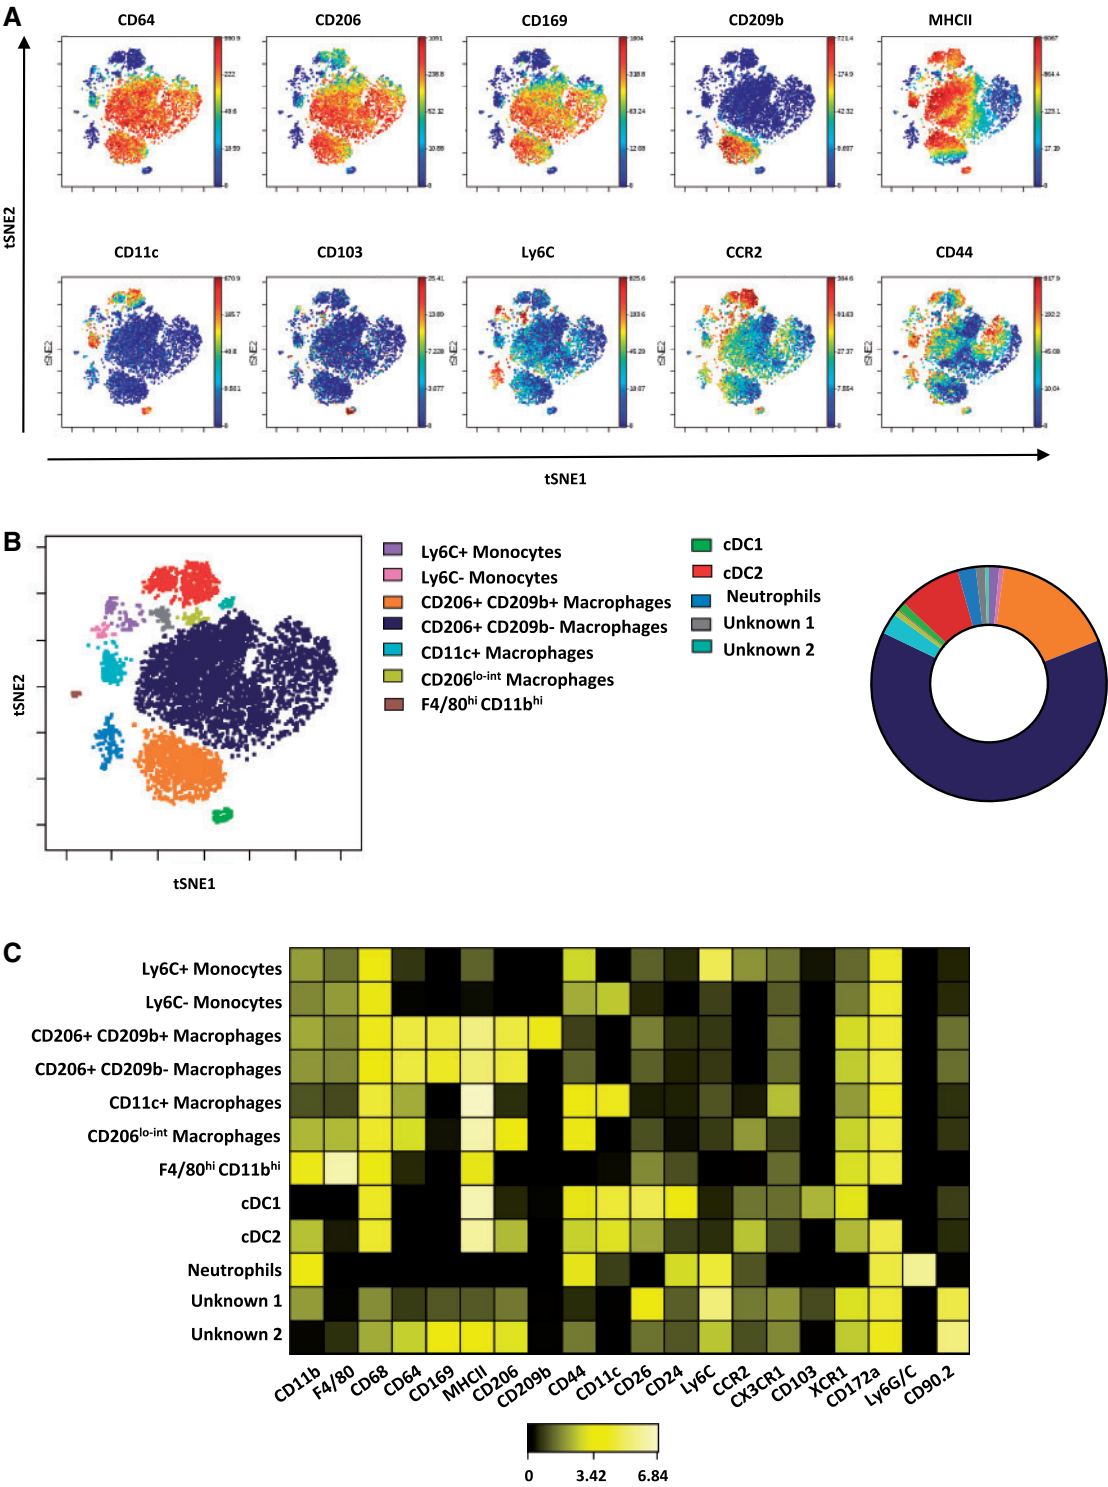 A
CD64 CD206 CD169 CD209b MHCII
tSNE2
CD11c CD103 Ly6C CCR2 CD44
tSNE2 tSNE2 tSNE2 tSNE2
tSNE1
B
tSNE2
tSNE1
Ly6C+ Monocytes
Ly6C- Monocytes
CD206+ CD209b+ Macrophages
CD206+ CD209b- Macrophages
CD11c+ Macrophages
CD206lo-int Macrophages
F4/80hi CD11bhi
cDC1
cDC2
Neutrophils
Unknown 1
Unknown 2
C
Ly6C+ Monocytes
Ly6C- Monocytes
CD206+ CD209b+ Macrophages
CD206+ CD209b- Macrophages
CD11c+ Macrophages
CD206lo-int Macrophages
F4/80hi CD11bhi
cDC1
cDC2
Neutrophils
Unknown 1
Unknown 2
CD11b F4/80 CD68 CD64 CD169 MHCII CD206 CD209b CD44 CD11c CD26 CD24 Ly6C CCR2 CX3CR1 CD103 XCR1 CD172a Ly6G/C CD90.2
0 3.42 6.84